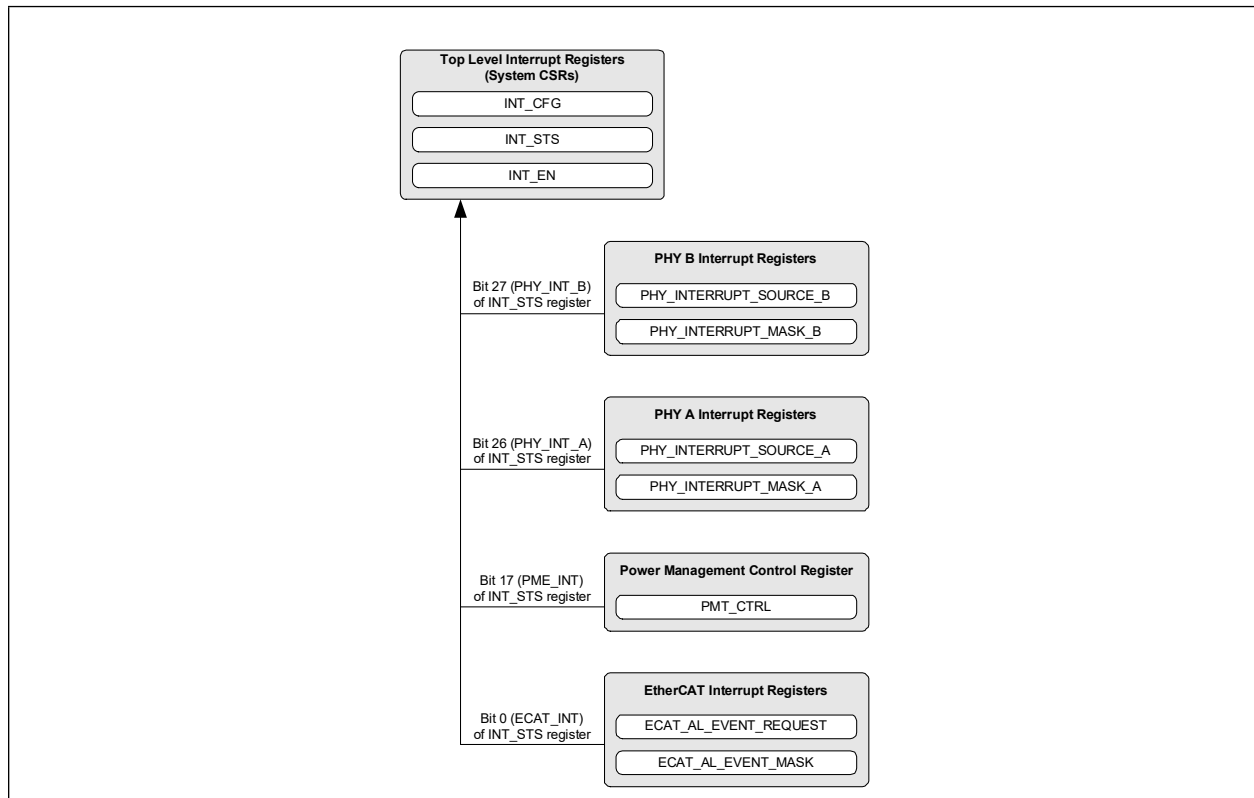 Top Level Interrupt Registers
(System CSRs)
INT_CFG
INT_STS
INT_EN
PHY B Interrupt Registers
Bit 27 (PHY_INT_B)
of INT_STS register
PHY_INTERRUPT_SOURCE_B
PHY_INTERRUPT_MASK_B
PHY A Interrupt Registers
Bit 26 (PHY_INT_A)
of INT_STS register
PHY_INTERRUPT_SOURCE_A
PHY_INTERRUPT_MASK_A
Power Management Control Register
Bit 17 (PME_INT)
of INT_STS register
PMT_CTRL
EtherCAT Interrupt Registers
Bit 0 (ECAT_INT)
of INT_STS register
ECAT_AL_EVENT_REQUEST
ECAT_AL_EVENT_MASK